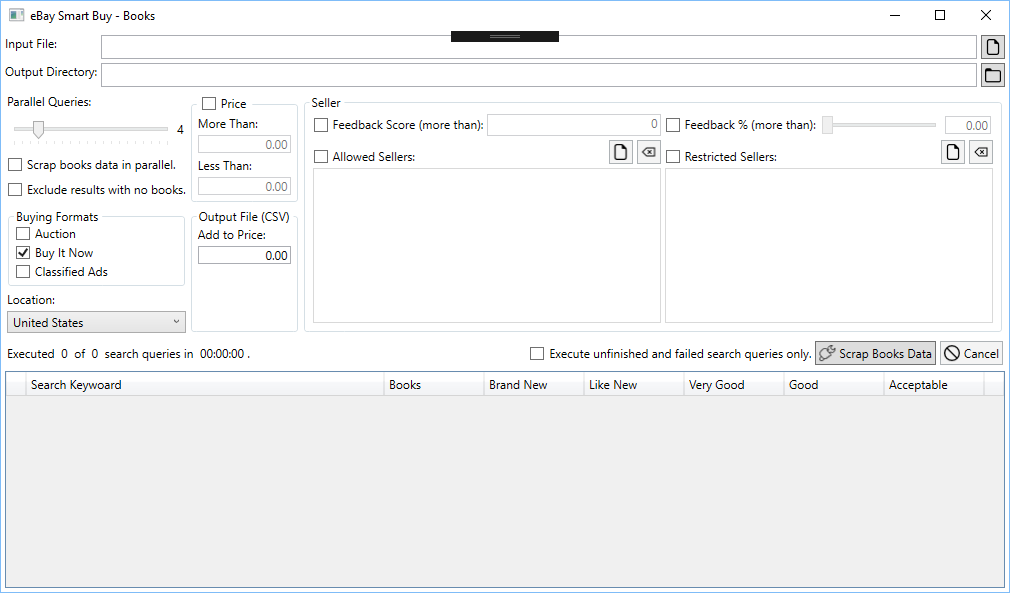 eBay Smart Buy - Books
Input File:
Output Directory:
Parallel Queries:
4
Scrap books data in parallel.
Exclude results with no books.
Buying Formats
Auction
Buy It Now
Classified Ads
Location:
United States
Price
More Than:
0.00
Less Than:
0.00
Output File (CSV)
Add to Price:
0.00
Seller
Feedback Score (more than): 0
Feedback % (more than): 0.00
Allowed Sellers:
Restricted Sellers:
Executed 0 of 0 search queries in 00:00:00 .
Execute unfinished and failed search queries only. Scrap Books Data Cancel
Search Keywoard Books Brand New Like New Very Good Good Acceptable